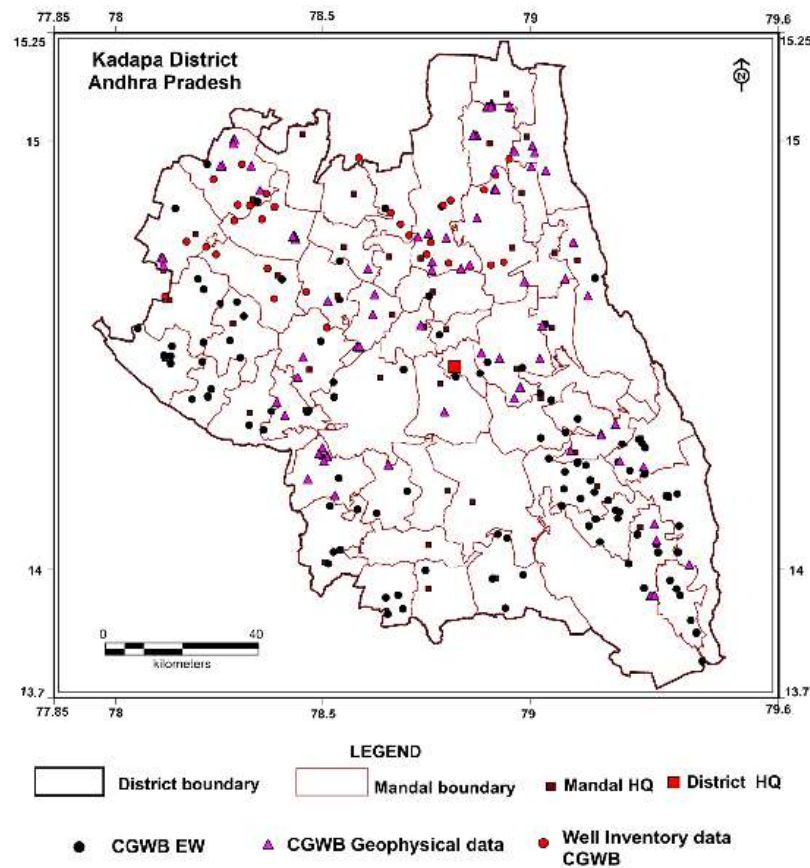 77.85 78 78.5 79 79.6
15.25 15.25
Kadapa District
Andhra Pradesh
N
15 15
14 14
0 40
kilometers
13.7 13.7
77.85 78 78.5 79 79.6
LEGEND
District boundary Mandal boundary Mandal HQ District HQ
CGWB EW CGWB Geophysical data Well Inventory data
CGWB